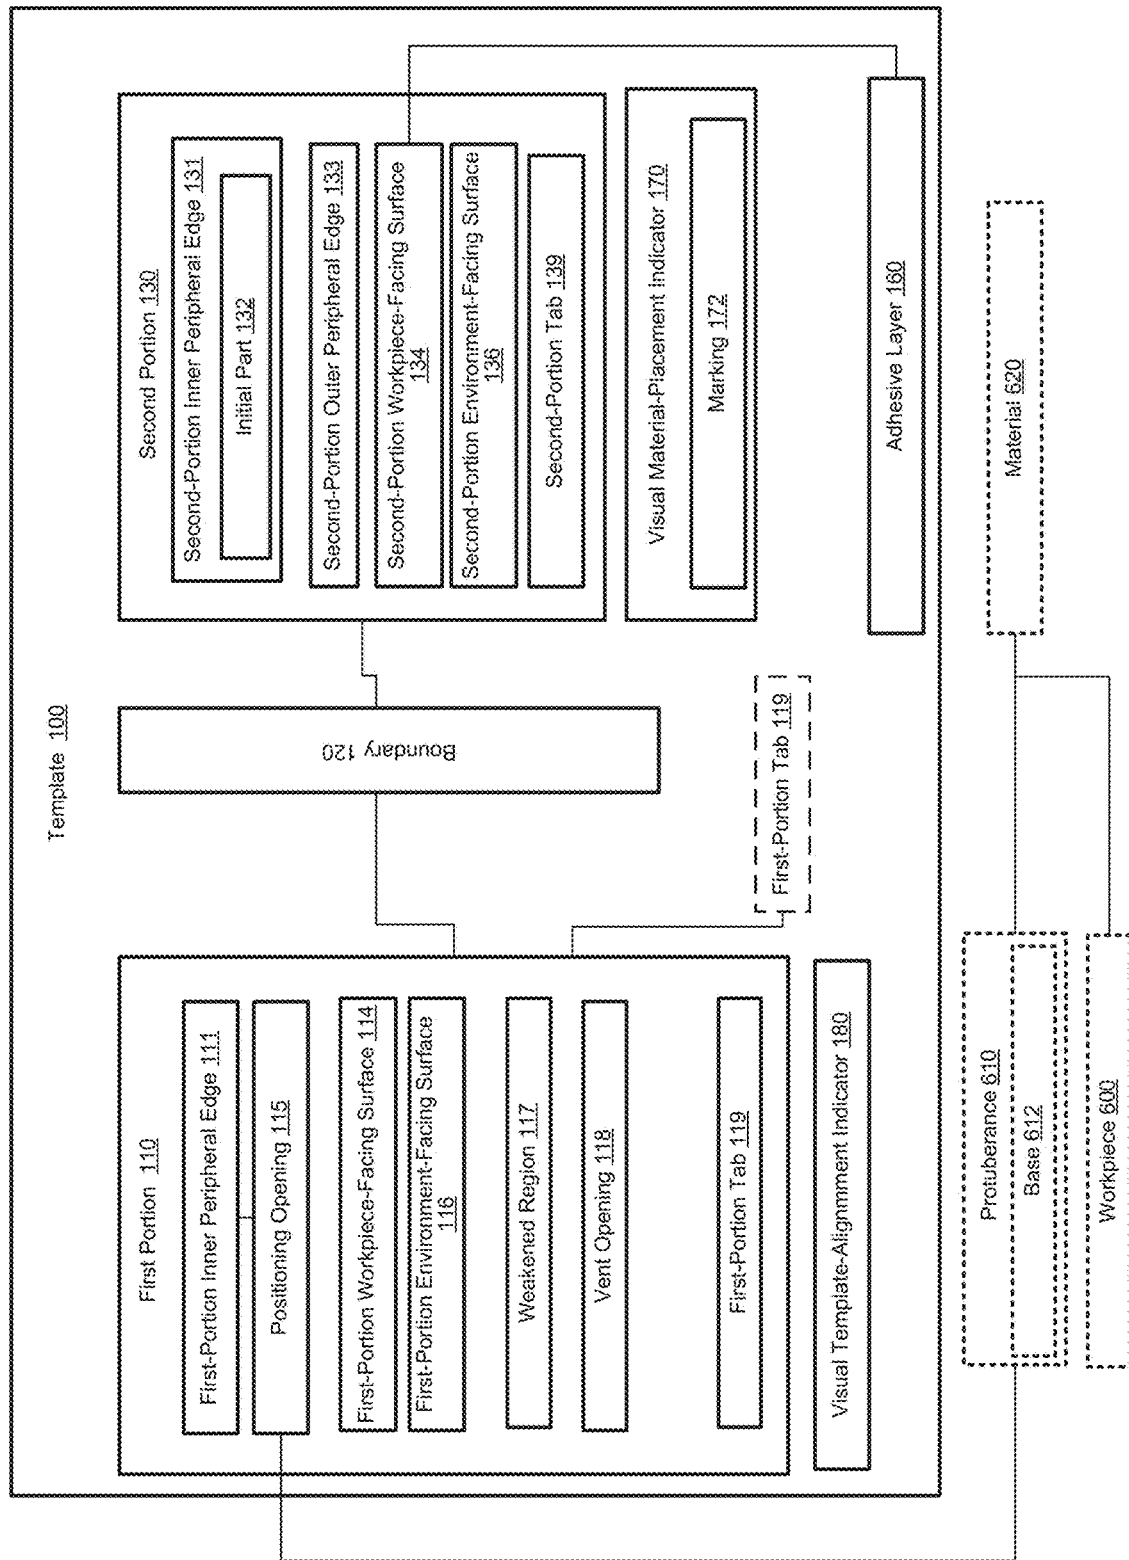 Template 100
First Portion 110
First-Portion Inner Peripheral Edge 111
Positioning Opening 115
First-Portion Workpiece-Facing Surface 114
First-Portion Environment-Facing Surface
116
Weakened Region 117
Vent Opening 118
First-Portion Tab 119
Visual Template-Alignment Indicator 180
Boundary 120
First-Portion Tab 119
Second Portion 130
Second-Portion Inner Peripheral Edge 131
Initial Part 132
Second-Portion Outer Peripheral Edge 133
Second-Portion Workpiece-Facing Surface
134
Second-Portion Environment-Facing Surface
136
Second-Portion Tab 139
Visual Material-Placement Indicator 170
Marking 172
Adhesive Layer 160
Protuberance 610
Base 612
Workpiece 600
Material 620